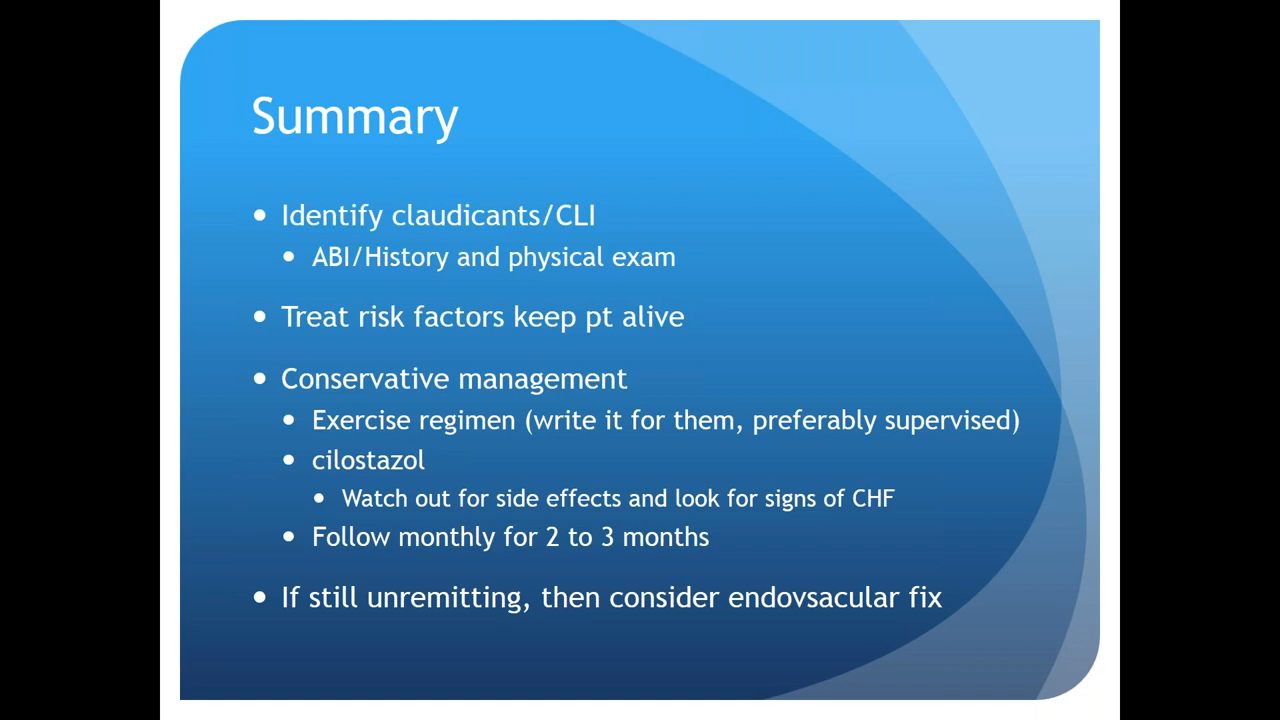 Summary
• Identify claudicants/CLI
• ABI/History and physical exam
• Treat risk factors keep pt alive
• Conservative management
• Exercise regimen (write it for them, preferably supervised)
• cilostazol
• Watch out for side effects and look for signs of CHF
• Follow monthly for 2 to 3 months
• If still unremitting, then consider endovsacular fix